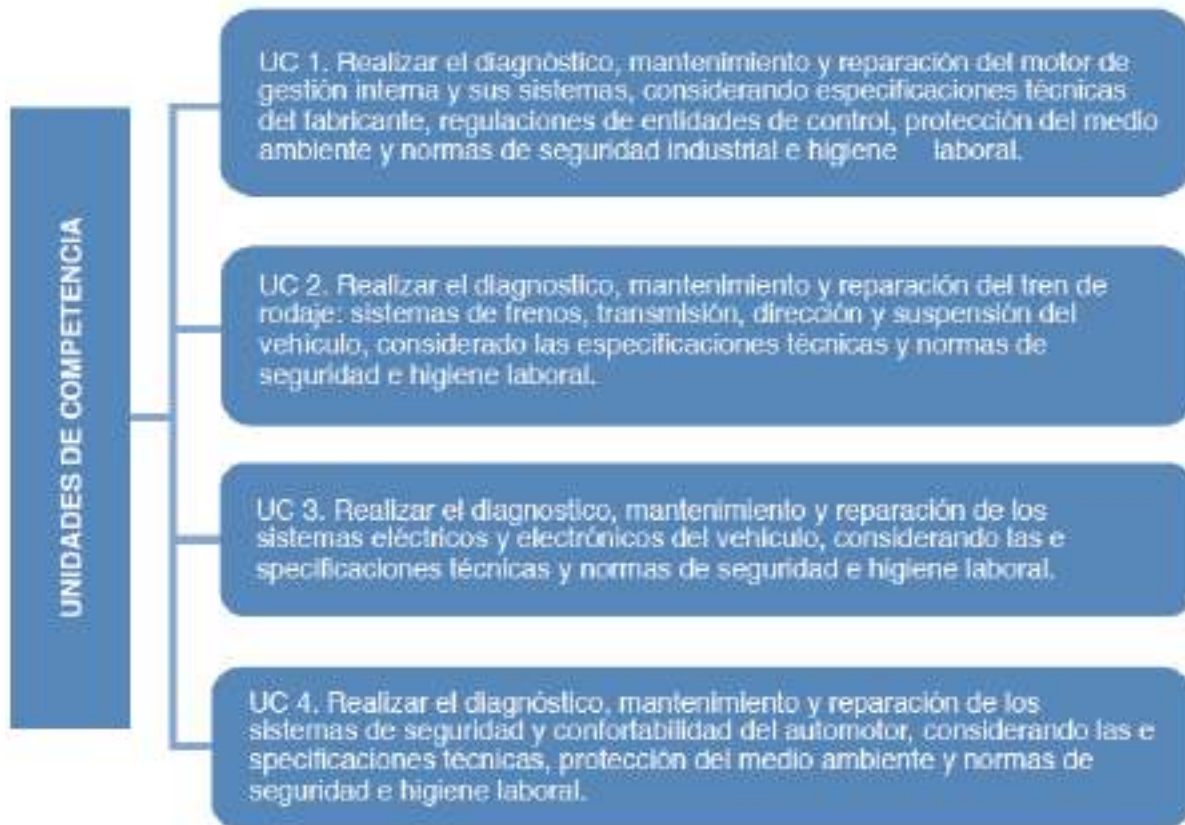 UNIDADES DE COMPETENCIA
UC 1. Realizar el diagnóstico, mantenimiento y reparación del motor de
gestión interna y sus sistemas, considerando especificaciones técnicas
del fabricante, regulaciones de entidades de control, protección del medio
ambiente y normas de seguridad industrial e higiene laboral.
UC 2. Realizar el diagnostico, mantenimiento y reparación del tren de
rodaje: sistemas de frenos, transmisión, dirección y suspensión del
vehículo, considerado las especificaciones técnicas y normas de
seguridad e higiene laboral.
UC 3. Realizar el diagnostico, mantenimiento y reparación de los
sistemas eléctricos y electrónicos del vehículo, considerando las e
specificaciones técnicas y normas de seguridad e higiene laboral.
UC 4. Realizar el diagnóstico, mantenimiento y reparación de los
sistemas de seguridad y confortabilidad del automotor, considerando las e
specificaciones técnicas, protección del medio ambiente y normas de
seguridad e higiene laboral.